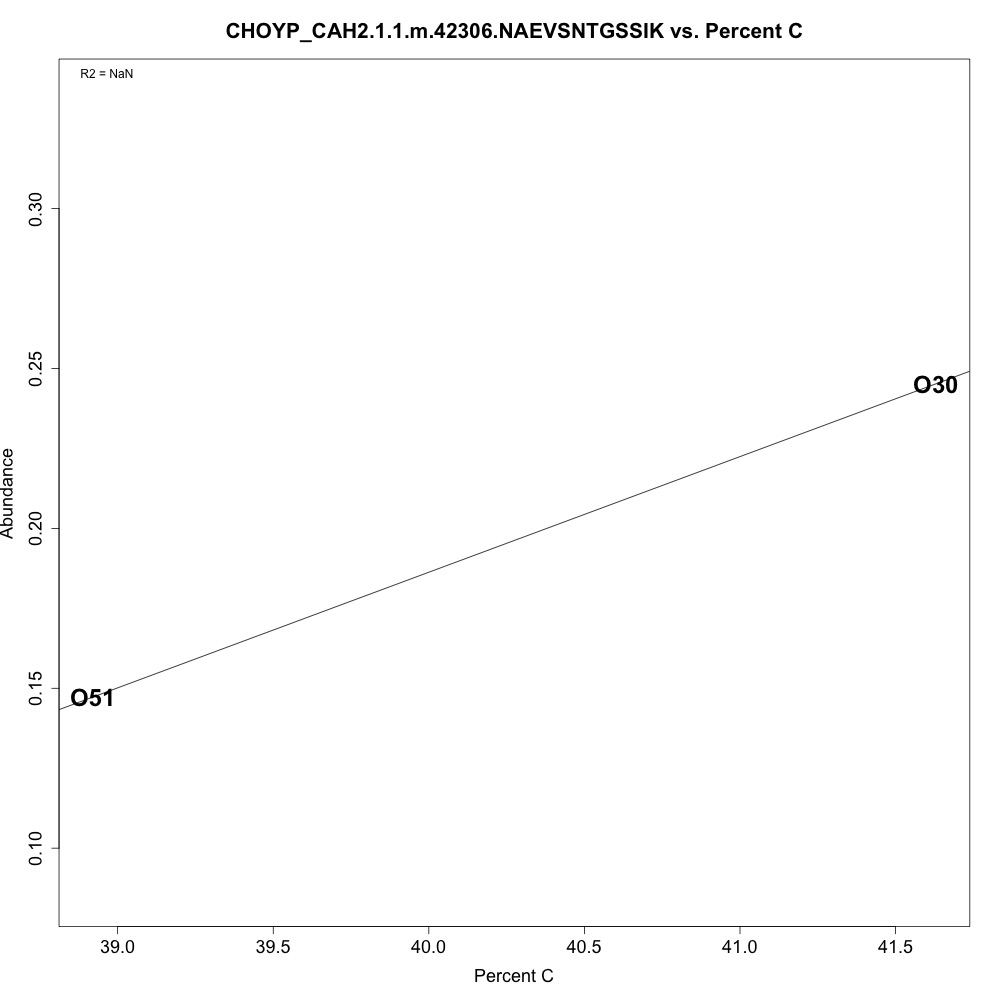 CHOYP_CAH2.1.1.m.42306.NAEVSNTGSSIK vs. Percent C
R2 = NaN
0.30
0.25
O30
Abundance
0.20
0.15
O51
0.10
39.0 39.5 40.0 40.5 41.0 41.5
Percent C